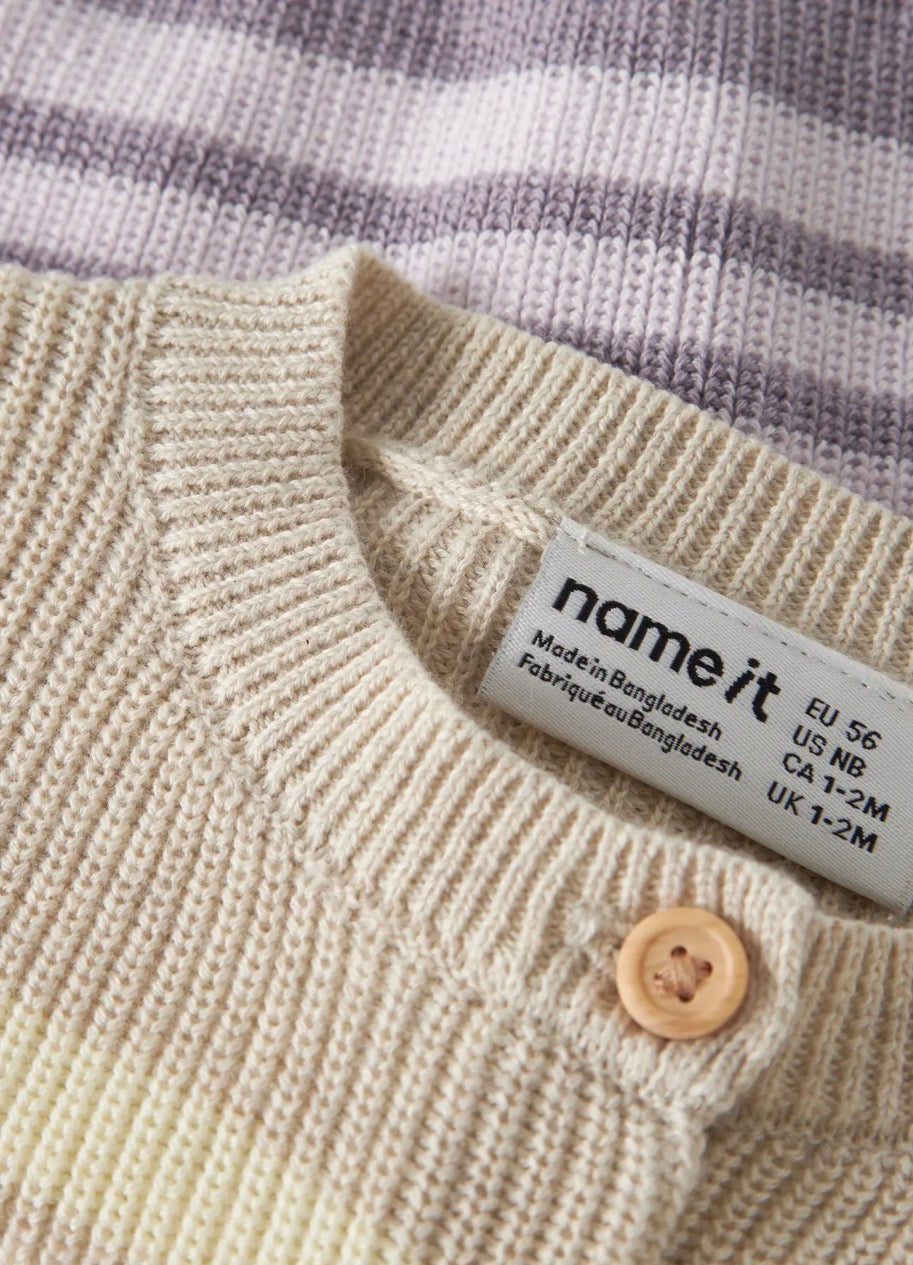 name it
Made in Bangladesh
Fabriqué au Bangladesh
EU 56
US NB
CA 1-2M
UK 1-2M